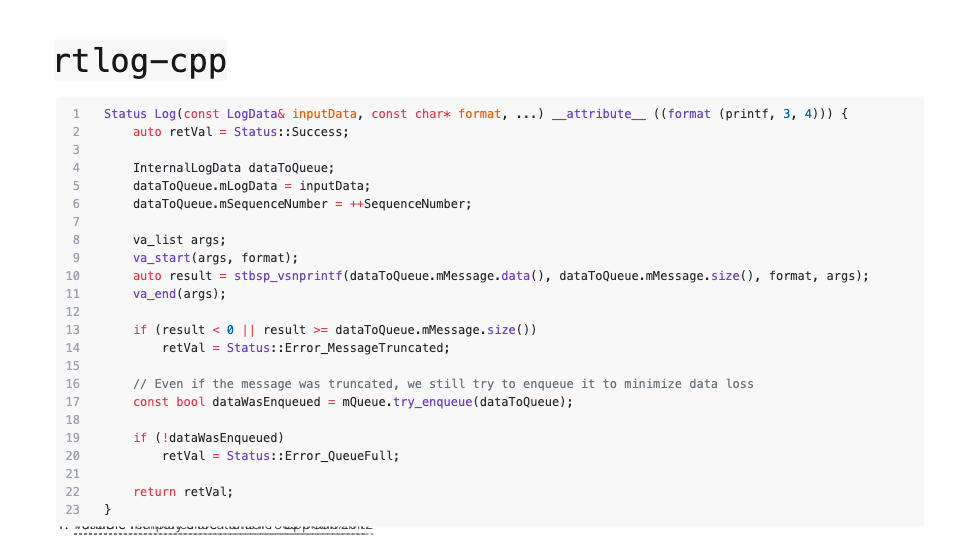 rtlog-cpp
1 Status Log(const LogData& inputData, const char* format, ...) __attribute__ ((format (printf, 3, 4))) {
2     auto retVal = Status::Success;
3
4     InternalLogData dataToQueue;
5     dataToQueue.mLogData = inputData;
6     dataToQueue.mSequenceNumber = ++SequenceNumber;
7
8     va_list args;
9     va_start(args, format);
10     auto result = stbsp_vsnprintf(dataToQueue.mMessage.data(), dataToQueue.mMessage.size(), format, args);
11     va_end(args);
12
13     if (result < 0 || result >= dataToQueue.mMessage.size())
14         retVal = Status::Error_MessageTruncated;
15
16     // Even if the message was truncated, we still try to enqueue it to minimize data loss
17     const bool dataWasEnqueued = mQueue.try_enqueue(dataToQueue);
18
19     if (!dataWasEnqueued)
20         retVal = Status::Error_QueueFull;
21
22     return retVal;
23 }